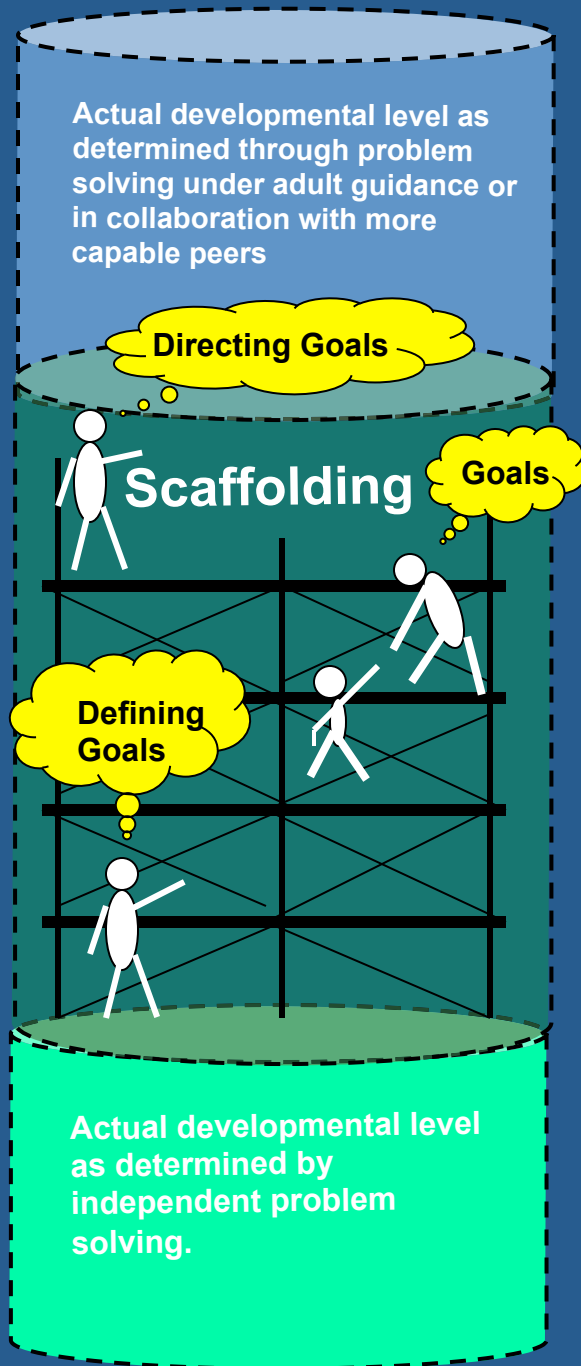 Actual developmental level as
determined through problem
solving under adult guidance or
in collaboration with more
capable peers
Directing Goals
Scaffolding
Goals
Defining
Goals
Actual developmental level
as determined by
independent problem
solving.